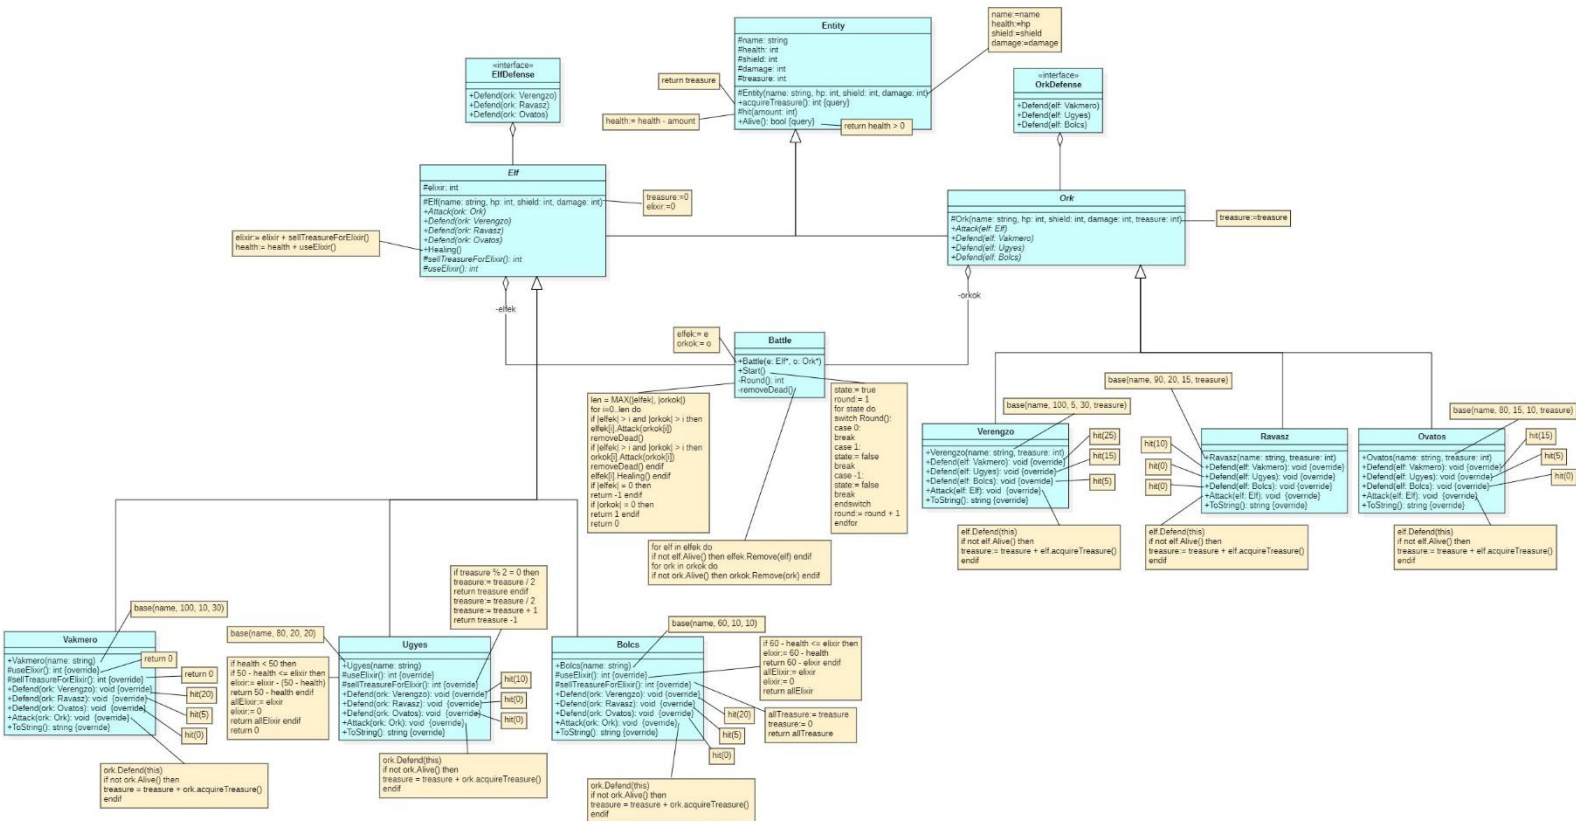 Entity
#name: string
#health: int
#shield: int
#damage: int
#treasure: int
#Entity(name: string, hp: int, shield: int, damage: int)
+acquireTreasure(): int {query}
#hit(amount: int)
+Alive(): bool {query}
name:=name
health:=hp
shield:=shield
damage:=damage
return treasure
health:= health - amount
return health > 0
«interface»
ElfDefense
+Defend(ork: Verengzo)
+Defend(ork: Ravasz)
+Defend(ork: Ovatos)
«interface»
OrkDefense
+Defend(elf: Vakmero)
+Defend(elf: Ugyes)
+Defend(elf: Bolcs)
Elf
#elixir: int
#Elf(name: string, hp: int, shield: int, damage: int)
+Attack(ork: Ork)
+Defend(ork: Verengzo)
+Defend(ork: Ravasz)
+Defend(ork: Ovatos)
+Healing()
#sellTreasureForElixir(): int
#useElixir(): int
treasure:=0
elixir:=0
elixir:= elixir + sellTreasureForElixir()
health:= health + useElixir()
Ork
#Ork(name: string, hp: int, shield: int, damage: int, treasure: int)
+Attack(elf: Elf)
+Defend(elf: Vakmero)
+Defend(elf: Ugyes)
+Defend(elf: Bolcs)
treasure:=treasure
-elfek
-orkok
Battle
+Battle(e: Elf*, o: Ork*)
+Start()
-Round(): int
-removeDead()
elfek:= e
orkok:= o
len = MAX(|elfek|, |orkok|)
for i=0..len do
if |elfek| > i and |orkok| > i then
elfek[i].Attack(orkok[i])
removeDead()
if |elfek| > i and |orkok| > i then
orkok[i].Attack(orkok[i])
removeDead() endif
elfek[i].Healing() endif
if |elfek| = 0 then
return -1 endif
if |orkok| = 0 then
return 1 endif
return 0
state:= true
round:= 1
for state do
switch Round():
case 0:
break
case 1:
state:= false
break
case -1:
state:= false
break
endswitch
round:= round + 1
endfor
for elf in elfek do
if not elf.Alive() then elfek.Remove(elf) endif
for ork in orkok do
if not ork.Alive() then orkok.Remove(ork) endif
base(name, 100, 5, 30, treasure)
Verengzo
+Verengzo(name: string, treasure: int)
+Defend(elf: Vakmero): void {override}
+Defend(elf: Ugyes): void {override}
+Defend(elf: Bolcs): void {override}
+Attack(elf: Elf): void {override}
+ToString(): string {override}
hit(25)
hit(15)
hit(5)
elf.Defend(this)
if not elf.Alive() then
treasure:= treasure + elf.acquireTreasure()
endif
base(name, 90, 20, 15, treasure)
Ravasz
+Ravasz(name: string, treasure: int)
+Defend(elf: Vakmero): void {override}
+Defend(elf: Ugyes): void {override}
+Defend(elf: Bolcs): void {override}
+Attack(elf: Elf): void {override}
+ToString(): string {override}
hit(10)
hit(0)
hit(0)
elf.Defend(this)
if not elf.Alive() then
treasure:= treasure + elf.acquireTreasure()
endif
base(name, 80, 15, 10, treasure)
Ovatos
+Ovatos(name: string, treasure: int)
+Defend(elf: Vakmero): void {override}
+Defend(elf: Ugyes): void {override}
+Defend(elf: Bolcs): void {override}
+Attack(elf: Elf): void {override}
+ToString(): string {override}
hit(15)
hit(5)
hit(0)
elf.Defend(this)
if not elf.Alive() then
treasure:= treasure + elf.acquireTreasure()
endif
base(name, 100, 10, 30)
Vakmero
+Vakmero(name: string)
#useElixir(): int {override}
#sellTreasureForElixir(): int {override}
+Defend(ork: Verengzo): void {override}
+Defend(ork: Ravasz): void {override}
+Defend(ork: Ovatos): void {override}
+Attack(ork: Ork): void {override}
+ToString(): string {override}
return 0
return 0
hit(20)
hit(5)
hit(0)
ork.Defend(this)
if not ork.Alive() then
treasure = treasure + ork.acquireTreasure()
endif
base(name, 80, 20, 20)
if health < 50 then
if 50 - health <= elixir then
elixir:= elixir - (50 - health)
return 50 - health endif
allElixir:= elixir
elixir:= 0
return allElixir endif
return 0
if treasure % 2 = 0 then
treasure:= treasure / 2
return treasure endif
treasure:= treasure / 2
treasure:= treasure + 1
return treasure -1
Ugyes
+Ugyes(name: string)
#useElixir(): int {override}
#sellTreasureForElixir(): int {override}
+Defend(ork: Verengzo): void {override}
+Defend(ork: Ravasz): void {override}
+Defend(ork: Ovatos): void {override}
+Attack(ork: Ork): void {override}
+ToString(): string {override}
hit(10)
hit(0)
hit(0)
ork.Defend(this)
if not ork.Alive() then
treasure = treasure + ork.acquireTreasure()
endif
base(name, 60, 10, 10)
Bolcs
+Bolcs(name: string)
#useElixir(): int {override}
#sellTreasureForElixir(): int {override}
+Defend(ork: Verengzo): void {override}
+Defend(ork: Ravasz): void {override}
+Defend(ork: Ovatos): void {override}
+Attack(ork: Ork): void {override}
+ToString(): string {override}
if 60 - health <= elixir then
elixir:= 60 - health
return 60 - elixir endif
allElixir:= elixir
elixir:= 0
return allElixir
allTreasure:= treasure
treasure:= 0
return allTreasure
hit(20)
hit(5)
hit(0)
ork.Defend(this)
if not ork.Alive() then
treasure = treasure + ork.acquireTreasure()
endif